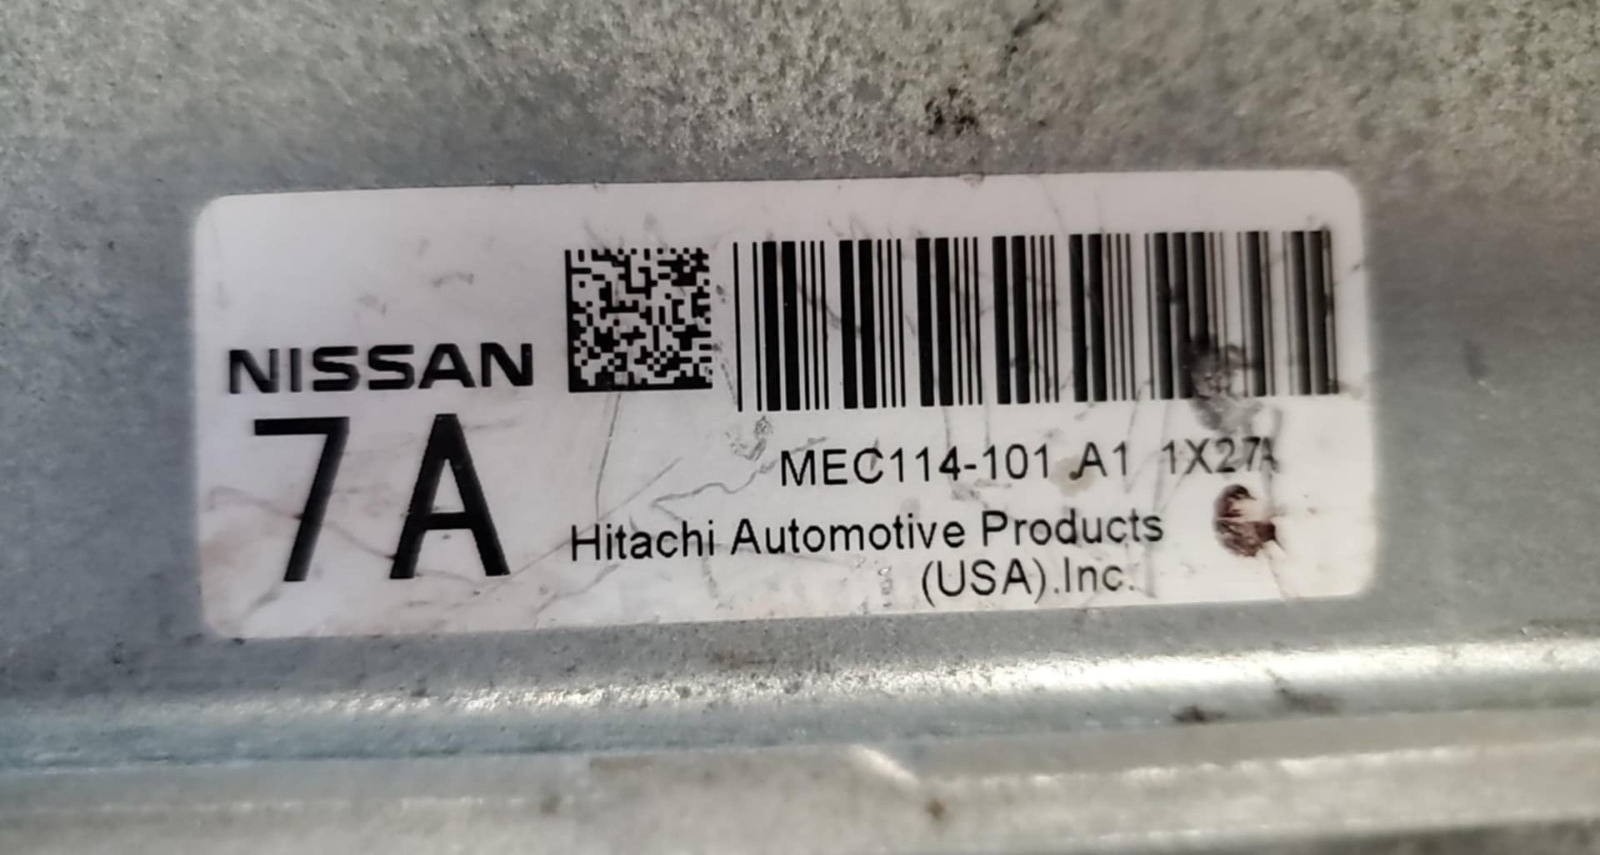 NISSAN
7A
MEC114-101 A1 1X27A
Hitachi Automotive Products
(USA).Inc.